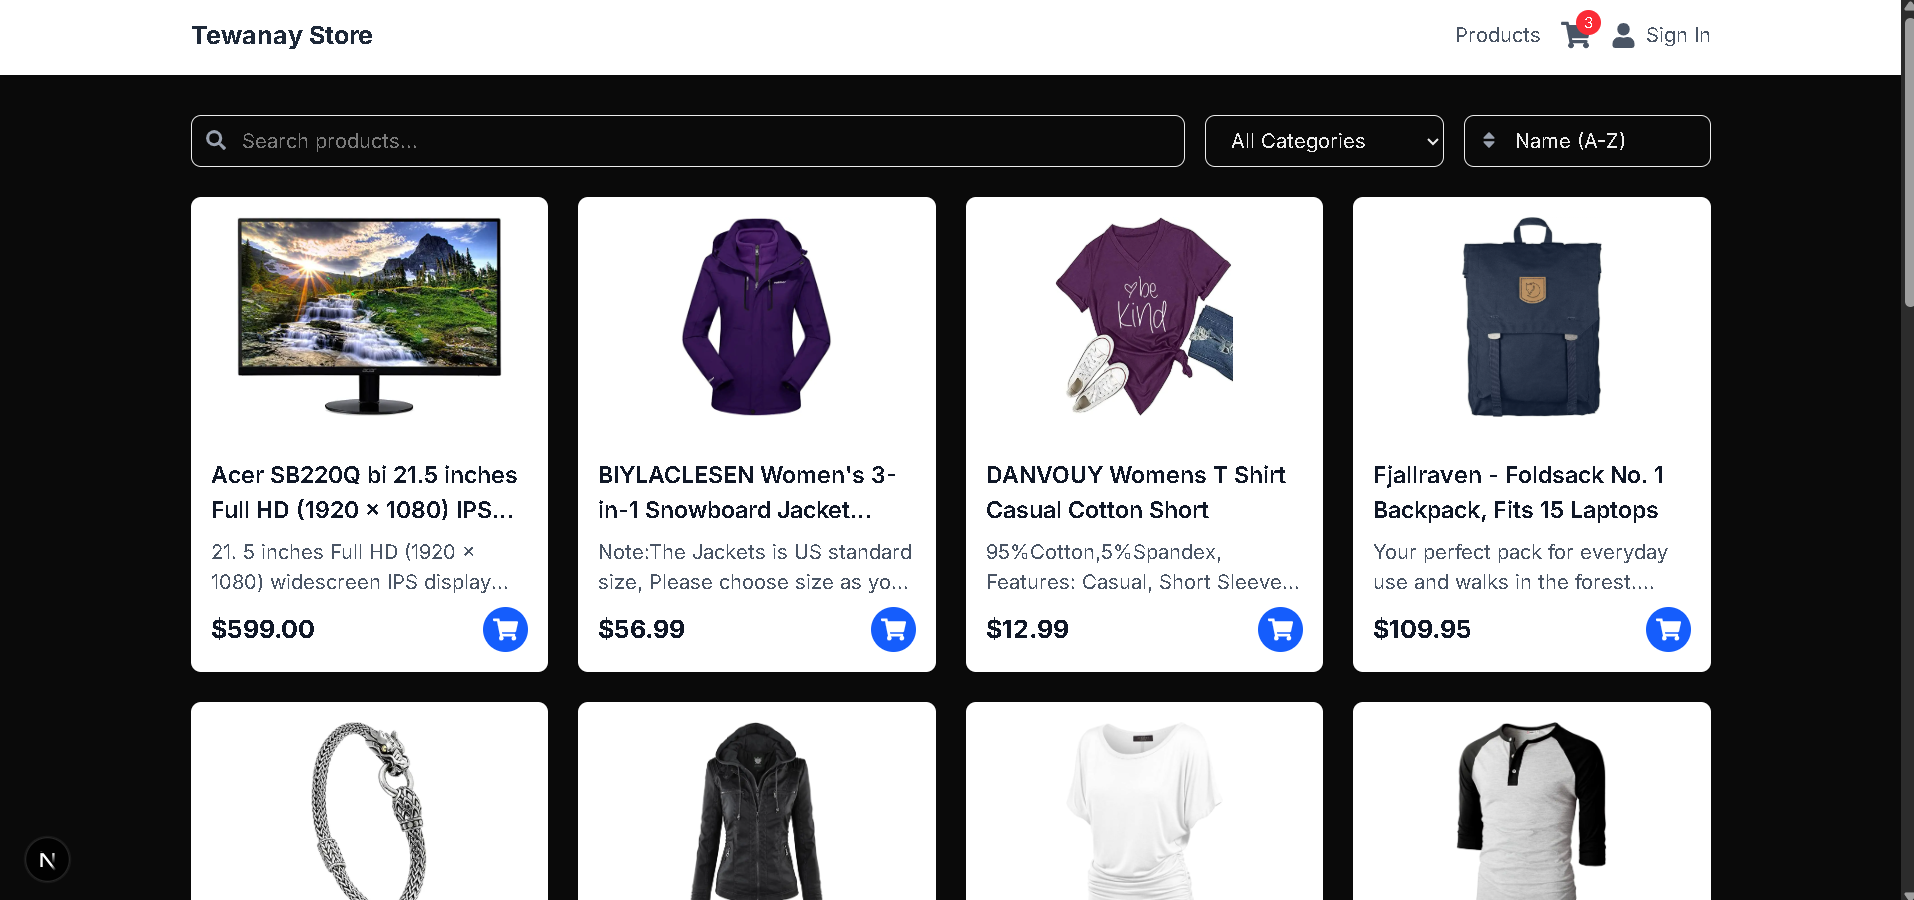 Tewanay Store
Products
3
Sign In
Search products...
All Categories
Name (A-Z)
be
kind
Acer SB220Q bi 21.5 inches
Full HD (1920 x 1080) IPS...
21. 5 inches Full HD (1920 x
1080) widescreen IPS display...
$599.00
BIYLACLESEN Women's 3-
in-1 Snowboard Jacket...
Note:The Jackets is US standard
size, Please choose size as yo...
$56.99
DANVOUY Womens T Shirt
Casual Cotton Short
95%Cotton,5%Spandex,
Features: Casual, Short Sleeve...
$12.99
Fjallraven - Foldsack No. 1
Backpack, Fits 15 Laptops
Your perfect pack for everyday
use and walks in the forest....
$109.95
N